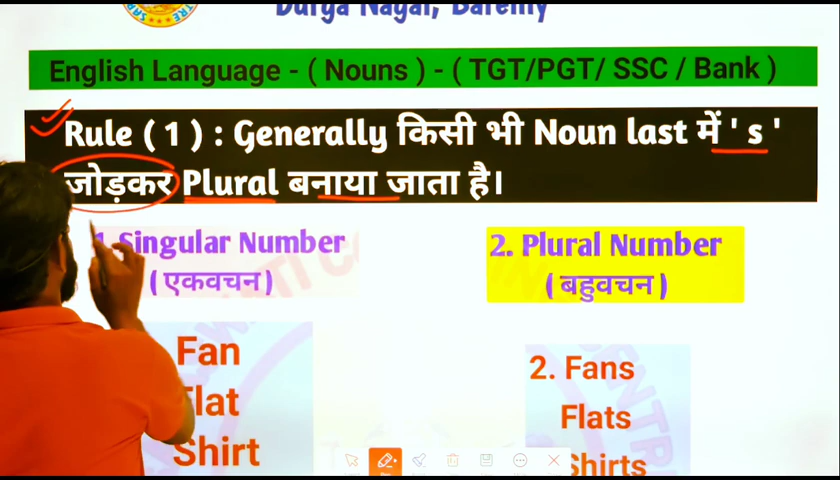 Durga Nagar, Bareilly
English Language - ( Nouns ) - ( TGT/PGT/ SSC / Bank )
Rule ( 1 ) : Generally किसी भी Noun last में ' s '
जोड़कर Plural बनाया जाता है।
1 Singular Number
( एकवचन )
2. Plural Number
( बहुवचन )
Fan
Flat
Shirt
2. Fans
Flats
Shirts